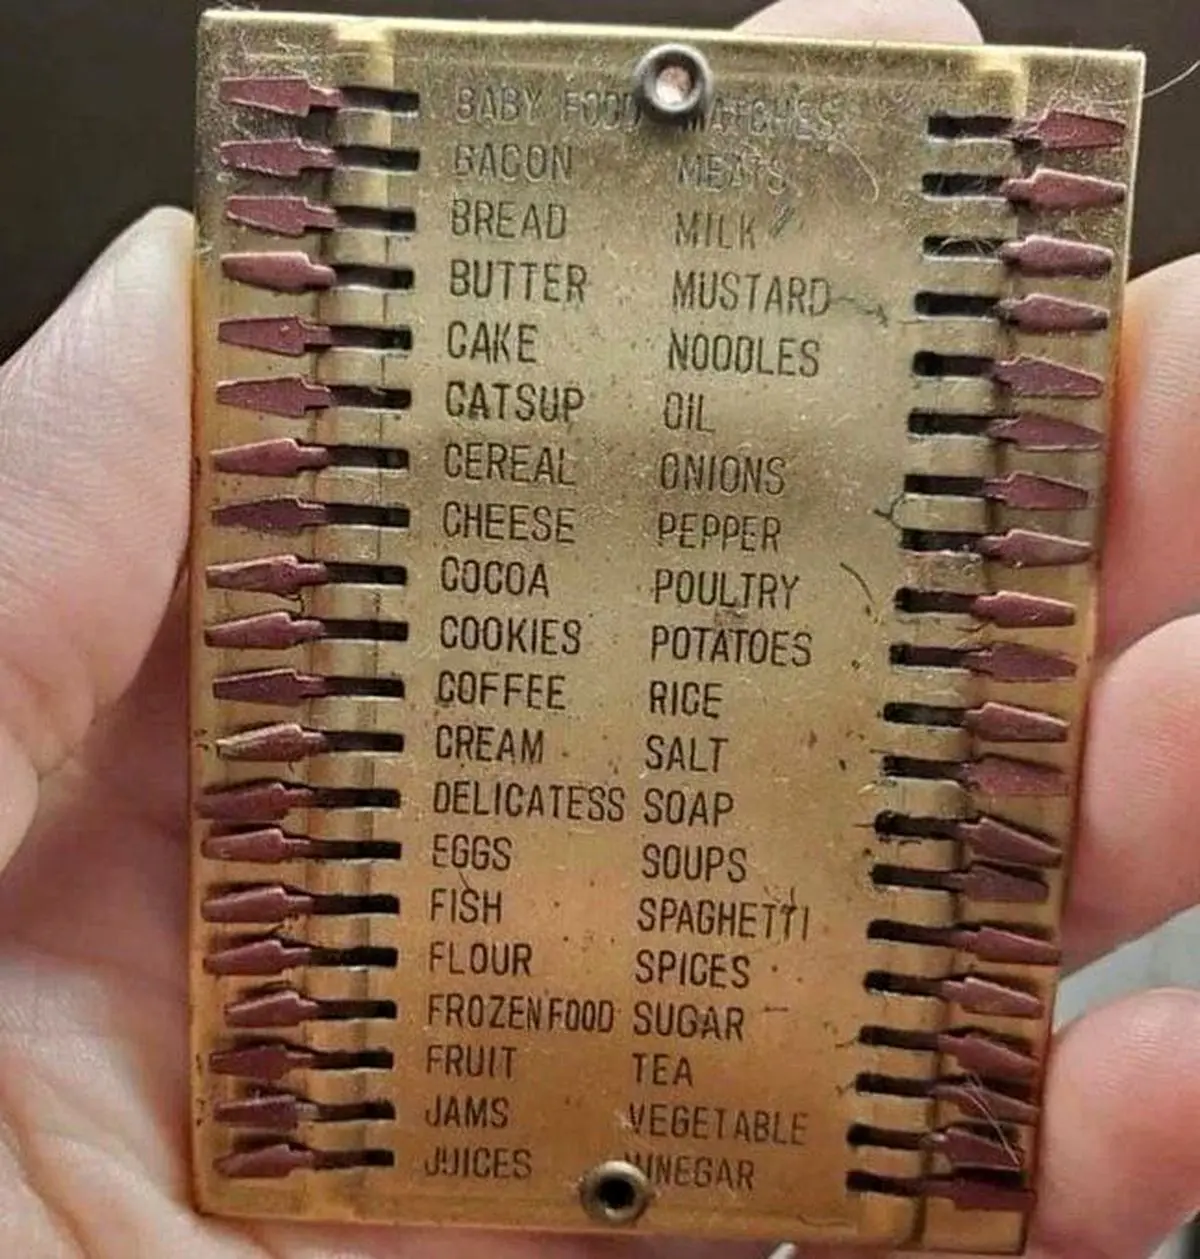 BABY FOOD MATCHES
BACON MEATS
BREAD MILK
BUTTER MUSTARD
CAKE NOODLES
CATSUP OIL
CEREAL ONIONS
CHEESE PEPPER
COCOA POULTRY
COOKIES POTATOES
COFFEE RICE
CREAM SALT
DELICATESS SOAP
EGGS SOUPS
FISH SPAGHETTI
FLOUR SPICES
FROZEN FOOD SUGAR
FRUIT TEA
JAMS VEGETABLE
JUICES VINEGAR